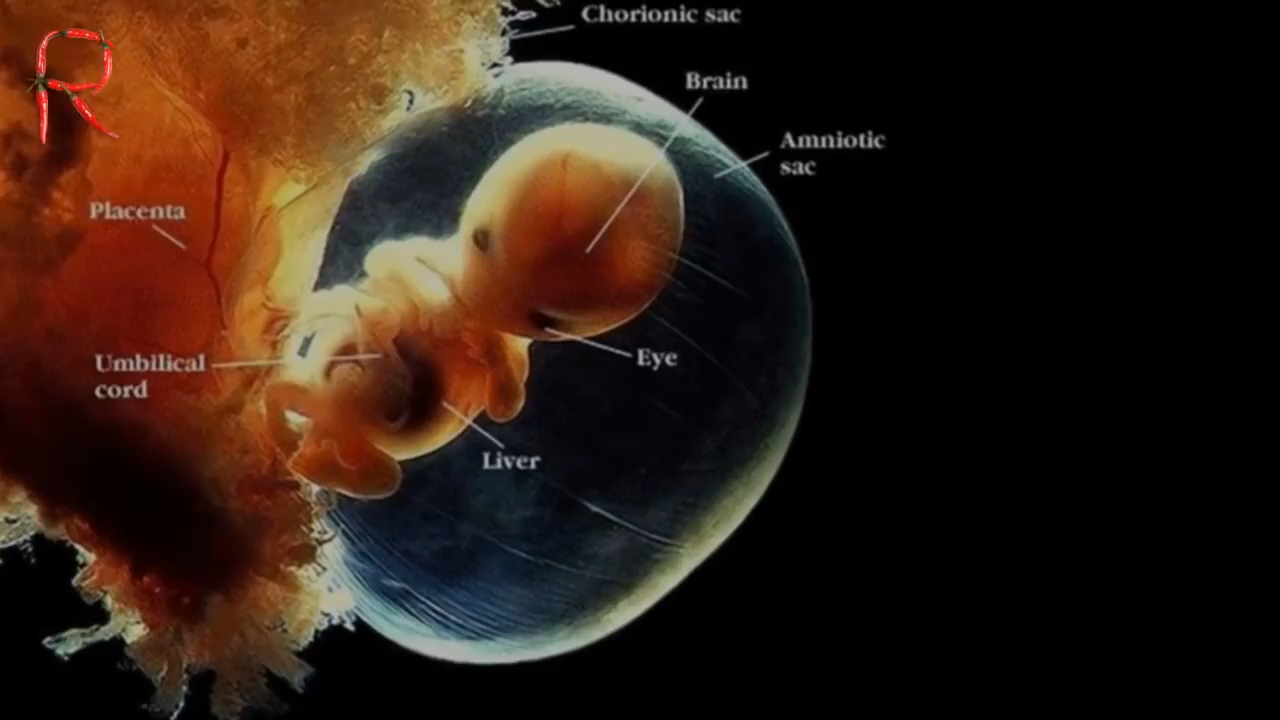 R
Chorionic sac
Brain
Amniotic
sac
Placenta
Umbilical
cord
Eye
Liver